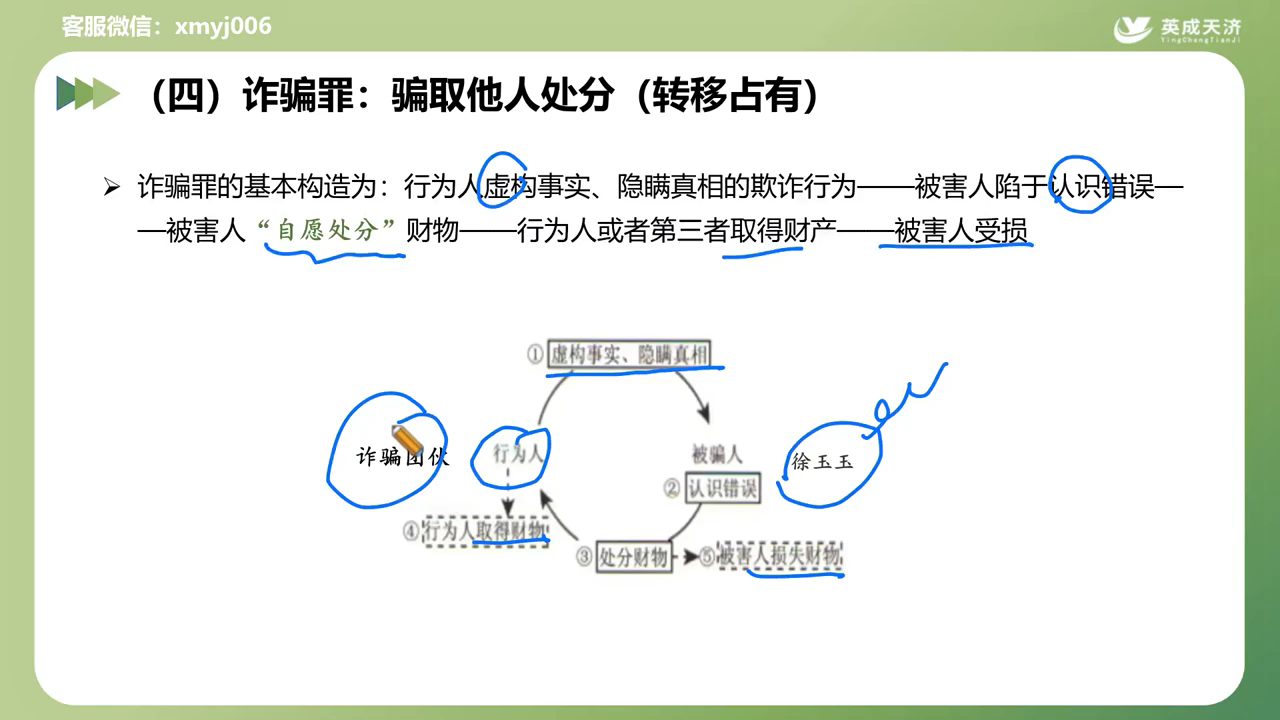 客服微信：xmyj006
英成天济
YingChengTianJi
（四）诈骗罪：骗取他人处分（转移占有）
诈骗罪的基本构造为：行为人虚构事实、隐瞒真相的欺诈行为——被害人陷于认识错误—
—被害人“自愿处分”财物——行为人或者第三者取得财产——被害人受损
①虚构事实、隐瞒真相
诈骗团伙
行为人
被骗人
徐玉玉
②认识错误
④行为人取得财物
③处分财物
⑤被害人损失财物